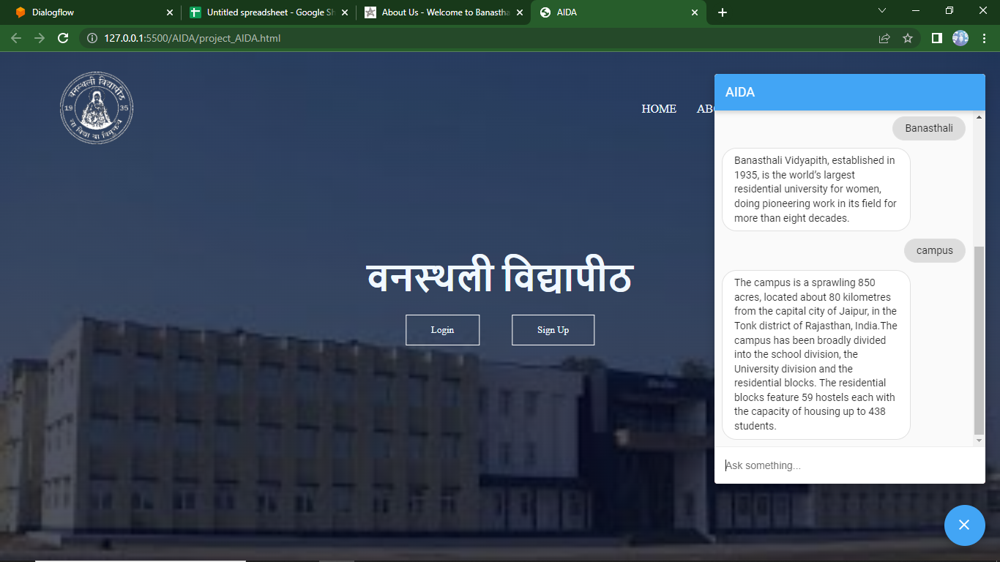 Dialogflow
Untitled spreadsheet - Google Sh
About Us - Welcome to Banastha
AIDA
127.0.0.1:5500/AIDA/project_AIDA.html
वनस्थली विद्यापीठ
19 35
सा विद्या या विमुक्तये
HOME
ABO
AIDA
Banasthali
Banasthali Vidyapith, established in
1935, is the world’s largest
residential university for women,
doing pioneering work in its field for
more than eight decades.
campus
The campus is a sprawling 850
acres, located about 80 kilometres
from the capital city of Jaipur, in the
Tonk district of Rajasthan, India.The
campus has been broadly divided
into the school division, the
University division and the
residential blocks. The residential
blocks feature 59 hostels each with
the capacity of housing up to 438
students.
Ask something...
वनस्थली विद्यापीठ
Login
Sign Up